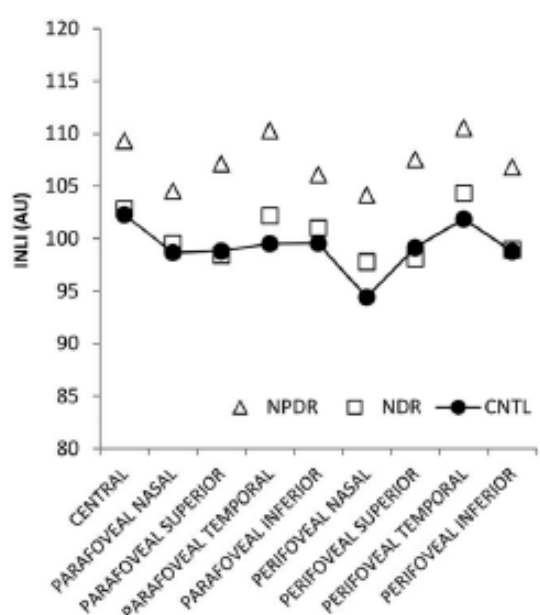 120
115
110
105
100
95
90
85
80
INLI (AU)
NPDR NDR CNTL
CENTRAL
PARAFOVEAL NASAL
PARAFOVEAL SUPERIOR
PARAFOVEAL TEMPORAL
PARAFOVEAL INFERIOR
PERIFOVEAL NASAL
PERIFOVEAL SUPERIOR
PERIFOVEAL TEMPORAL
PERIFOVEAL INFERIOR